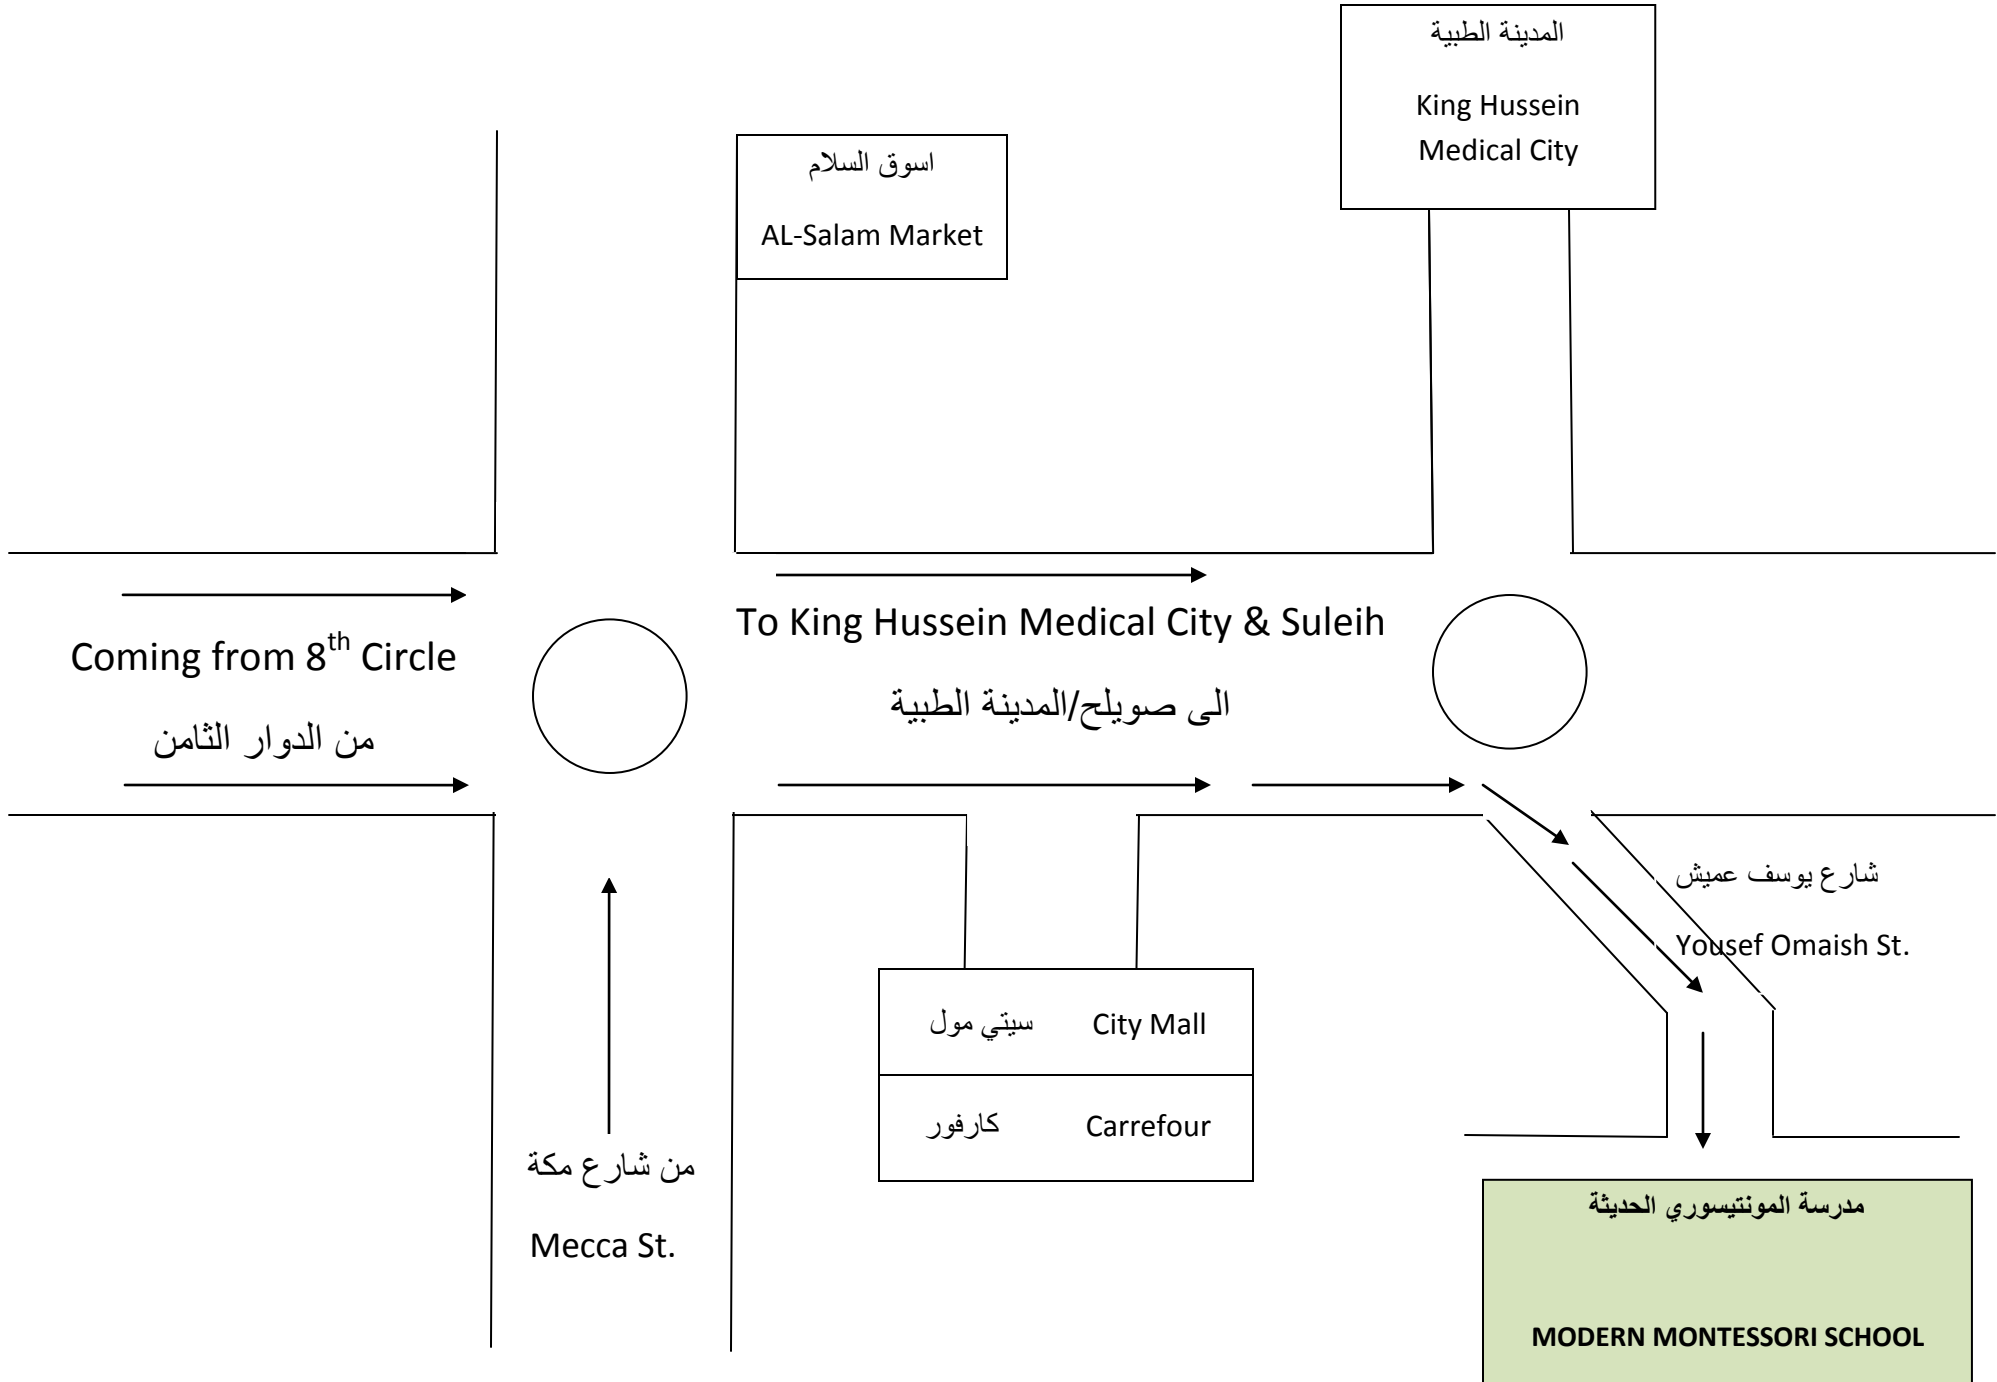 المدينة الطبية
King Hussein
Medical City
اسوق السلام
AL-Salam Market
Coming from 8th Circle
من الدوار الثامن
To King Hussein Medical City & Suleih
الى صويلح/المدينة الطبية
شارع يوسف عميش
Yousef Omaish St.
سيتي مول City Mall
كارفور Carrefour
من شارع مكة
Mecca St.
مدرسة المونتيسوري الحديثة
MODERN MONTESSORI SCHOOL